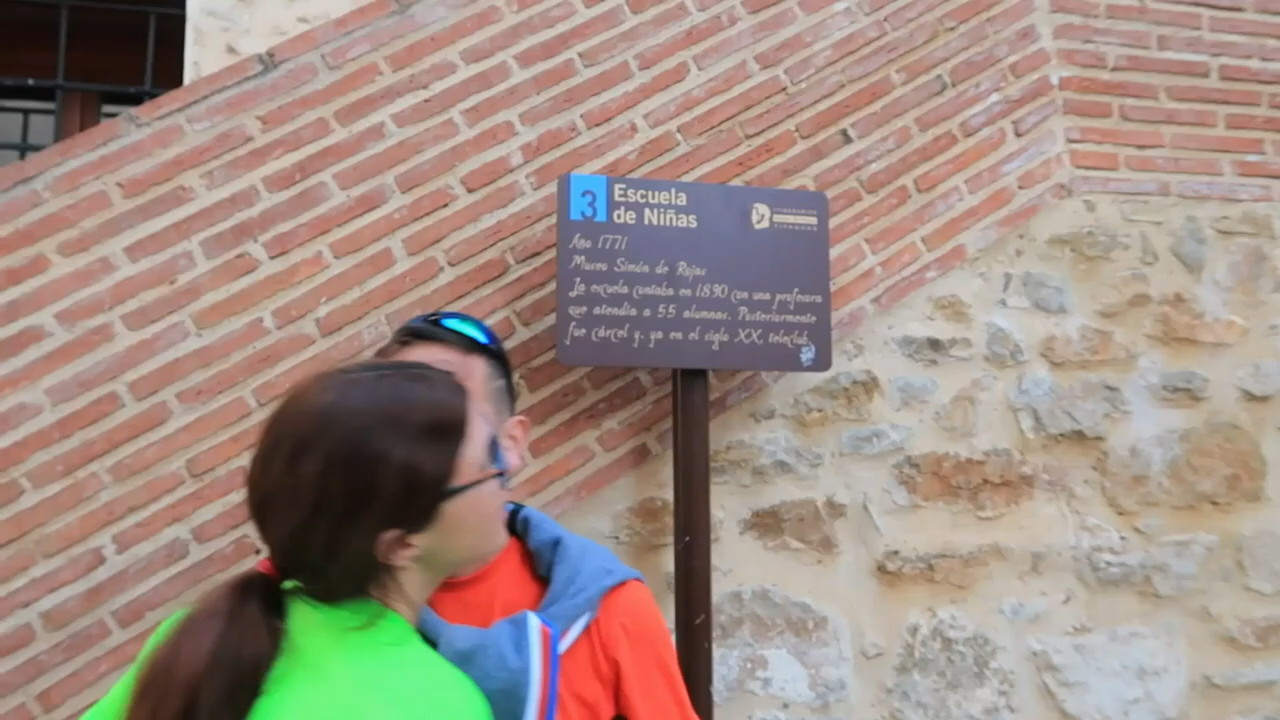 3
Escuela
de Niñas
Año 1771
Museo Simón de Rojas
La escuela contaba en 1890 con una profesora
que atendía a 55 alumnas. Posteriormente
fue cárcel y, ya en el siglo XX, teleclub.